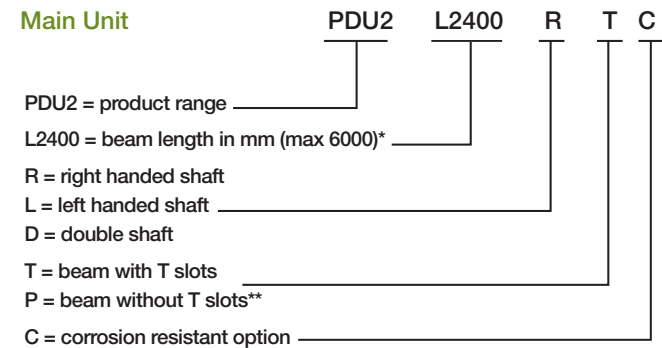 Main Unit PDU2 L2400 R T C
PDU2 = product range
L2400 = beam length in mm (max 6000)*
R = right handed shaft
L = left handed shaft
D = double shaft
T = beam with T slots
P = beam without T slots**
C = corrosion resistant option